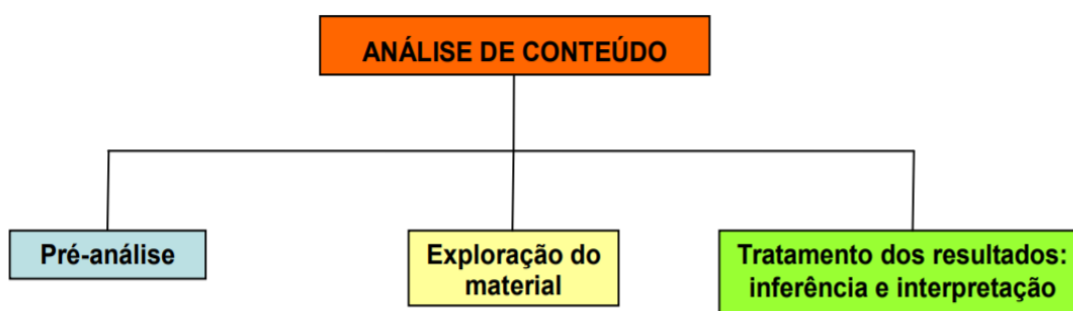 ANÁLISE DE CONTEÚDO
Pré-análise
Exploração do
material
Tratamento dos resultados:
inferência e interpretação